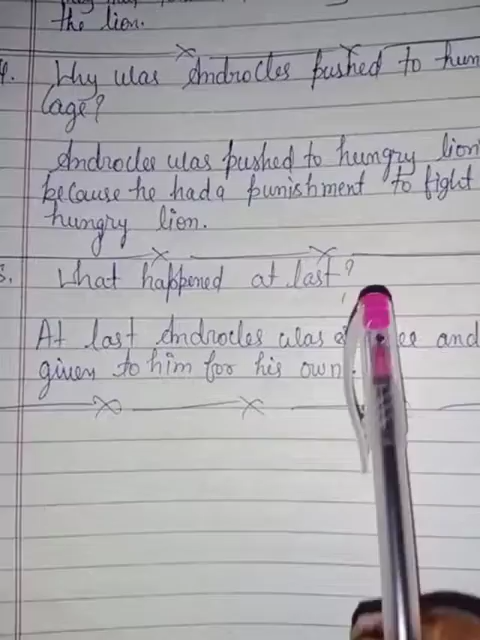 the lion.
4. Why was Androcles pushed to
cage?
Androcles was pushed to hungry lion
because he had a punishment to fight
hungry lion.
5. What happened at last?
At last Androcles was and
given to him for his own.